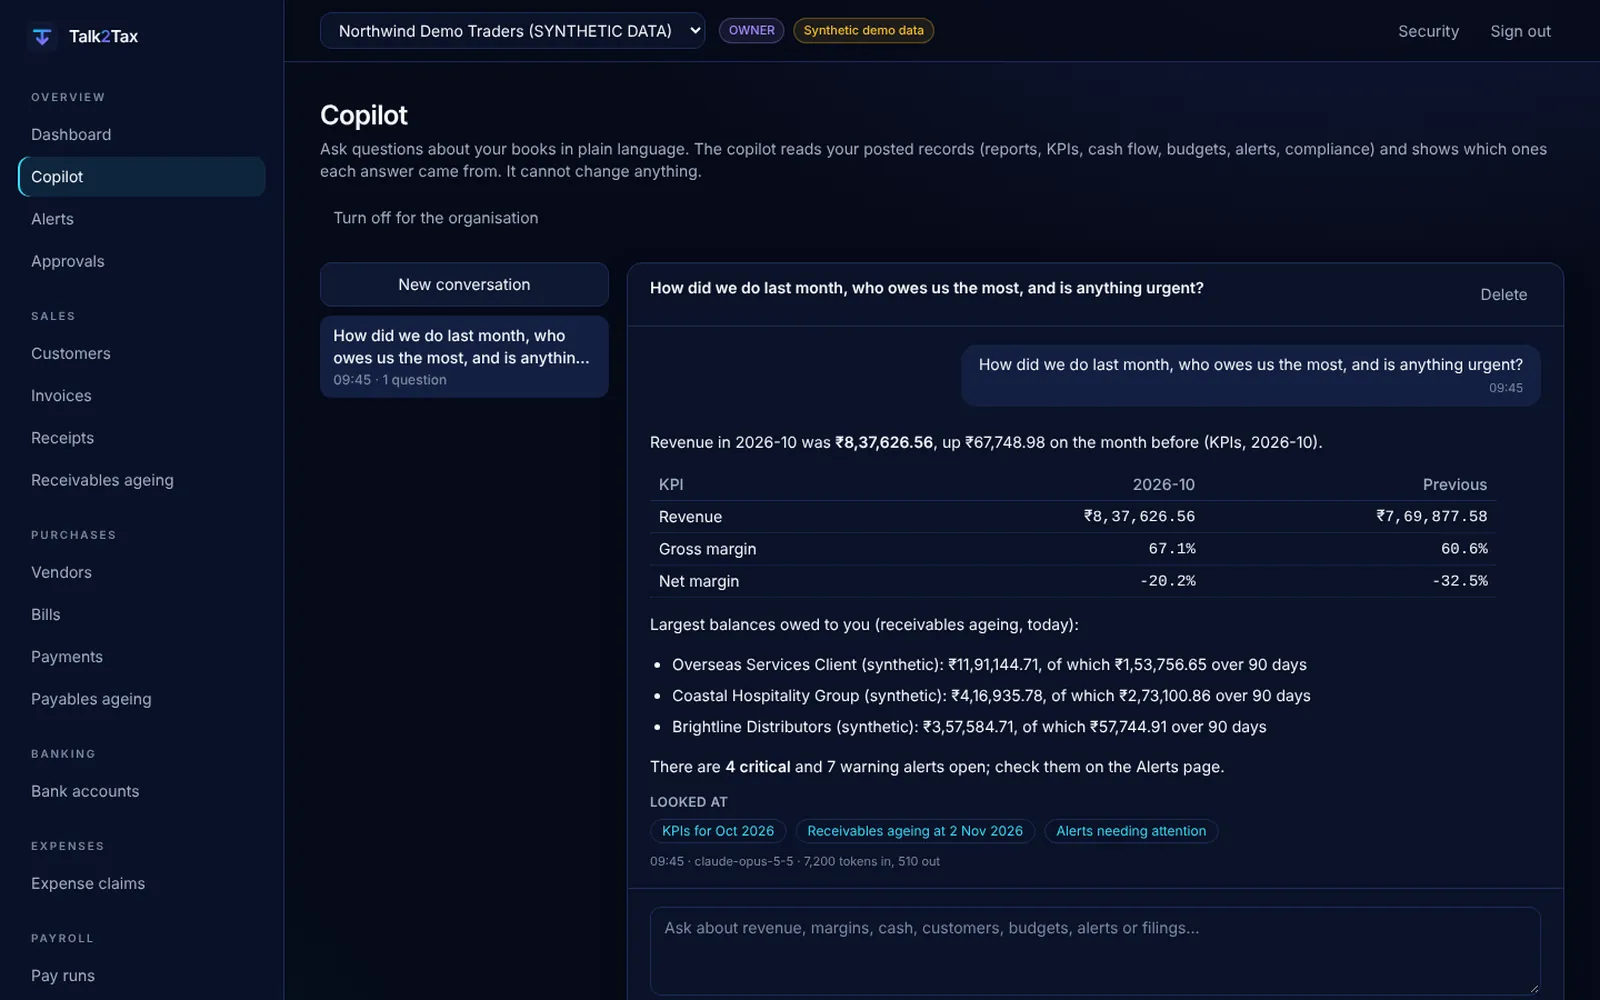 Talk2Tax
Northwind Demo Traders (SYNTHETIC DATA)
OWNER
Synthetic demo data
Security
Sign out
OVERVIEW
Dashboard
Copilot
Alerts
Approvals
SALES
Customers
Invoices
Receipts
Receivables ageing
PURCHASES
Vendors
Bills
Payments
Payables ageing
BANKING
Bank accounts
EXPENSES
Expense claims
PAYROLL
Pay runs
Copilot
Ask questions about your books in plain language. The copilot reads your posted records (reports, KPIs, cash flow, budgets, alerts, compliance) and shows which ones
each answer came from. It cannot change anything.
Turn off for the organisation
New conversation
How did we do last month, who
owes us the most, and is anythin...
09:45 · 1 question
How did we do last month, who owes us the most, and is anything urgent?
Delete
How did we do last month, who owes us the most, and is anything urgent?
09:45
Revenue in 2026-10 was ₹8,37,626.56, up ₹67,748.98 on the month before (KPIs, 2026-10).
KPI 2026-10 Previous
Revenue ₹8,37,626.56 ₹7,69,877.58
Gross margin 67.1% 60.6%
Net margin -20.2% -32.5%
Largest balances owed to you (receivables ageing, today):
• Overseas Services Client (synthetic): ₹11,91,144.71, of which ₹1,53,756.65 over 90 days
• Coastal Hospitality Group (synthetic): ₹4,16,935.78, of which ₹2,73,100.86 over 90 days
• Brightline Distributors (synthetic): ₹3,57,584.71, of which ₹57,744.91 over 90 days
There are 4 critical and 7 warning alerts open; check them on the Alerts page.
LOOKED AT
KPIs for Oct 2026
Receivables ageing at 2 Nov 2026
Alerts needing attention
09:45 · claude-opus-5-5 · 7,200 tokens in, 510 out
Ask about revenue, margins, cash, customers, budgets, alerts or filings...